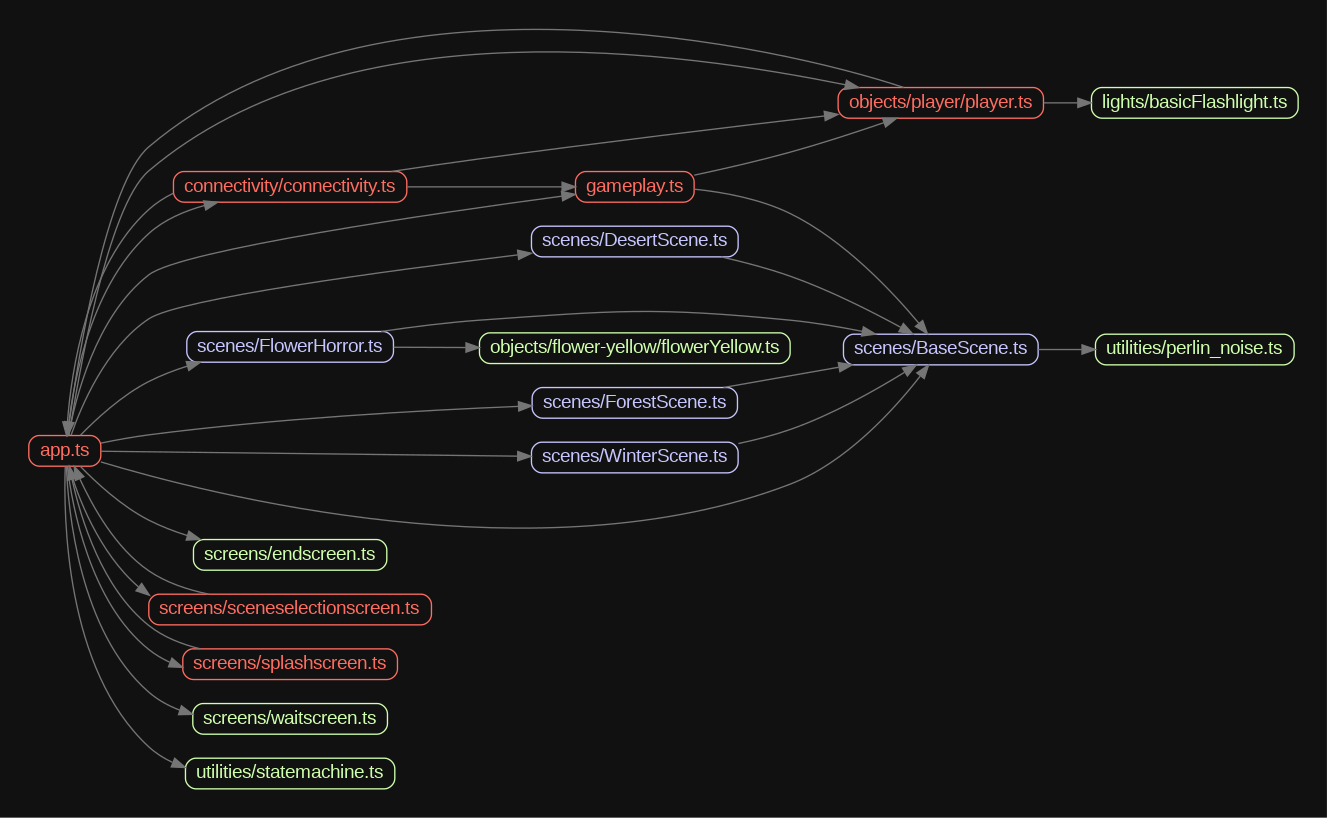 objects/player/player.ts
lights/basicFlashlight.ts
connectivity/connectivity.ts
gameplay.ts
scenes/DesertScene.ts
scenes/FlowerHorror.ts
objects/flower-yellow/flowerYellow.ts
scenes/BaseScene.ts
utilities/perlin_noise.ts
scenes/ForestScene.ts
app.ts
scenes/WinterScene.ts
screens/endscreen.ts
screens/sceneselectionscreen.ts
screens/splashscreen.ts
screens/waitscreen.ts
utilities/statemachine.ts